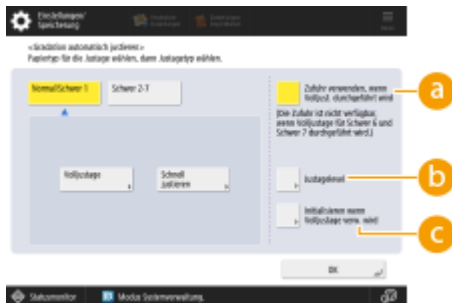 Einstellungen/
Speicherung
<Gradation automatisch justieren>
Papiertyp für die Justage wählen, dann Justagetyp wählen.
Normal/Schwer 1
Schwer 2-7
Zufuhr verwenden, wenn
Volljust. durchgeführt wird
(Die Zufuhr ist nicht verfügbar,
wenn Volljustage für Schwer 6 und
Schwer 7 durchgeführt wird.)
a
Volljustage
Schnell
justieren
Justagelevel
b
Initialisieren wenn
Volljustage verw. wird
c
OK
Statusmonitor
Modus Systemverwaltung.